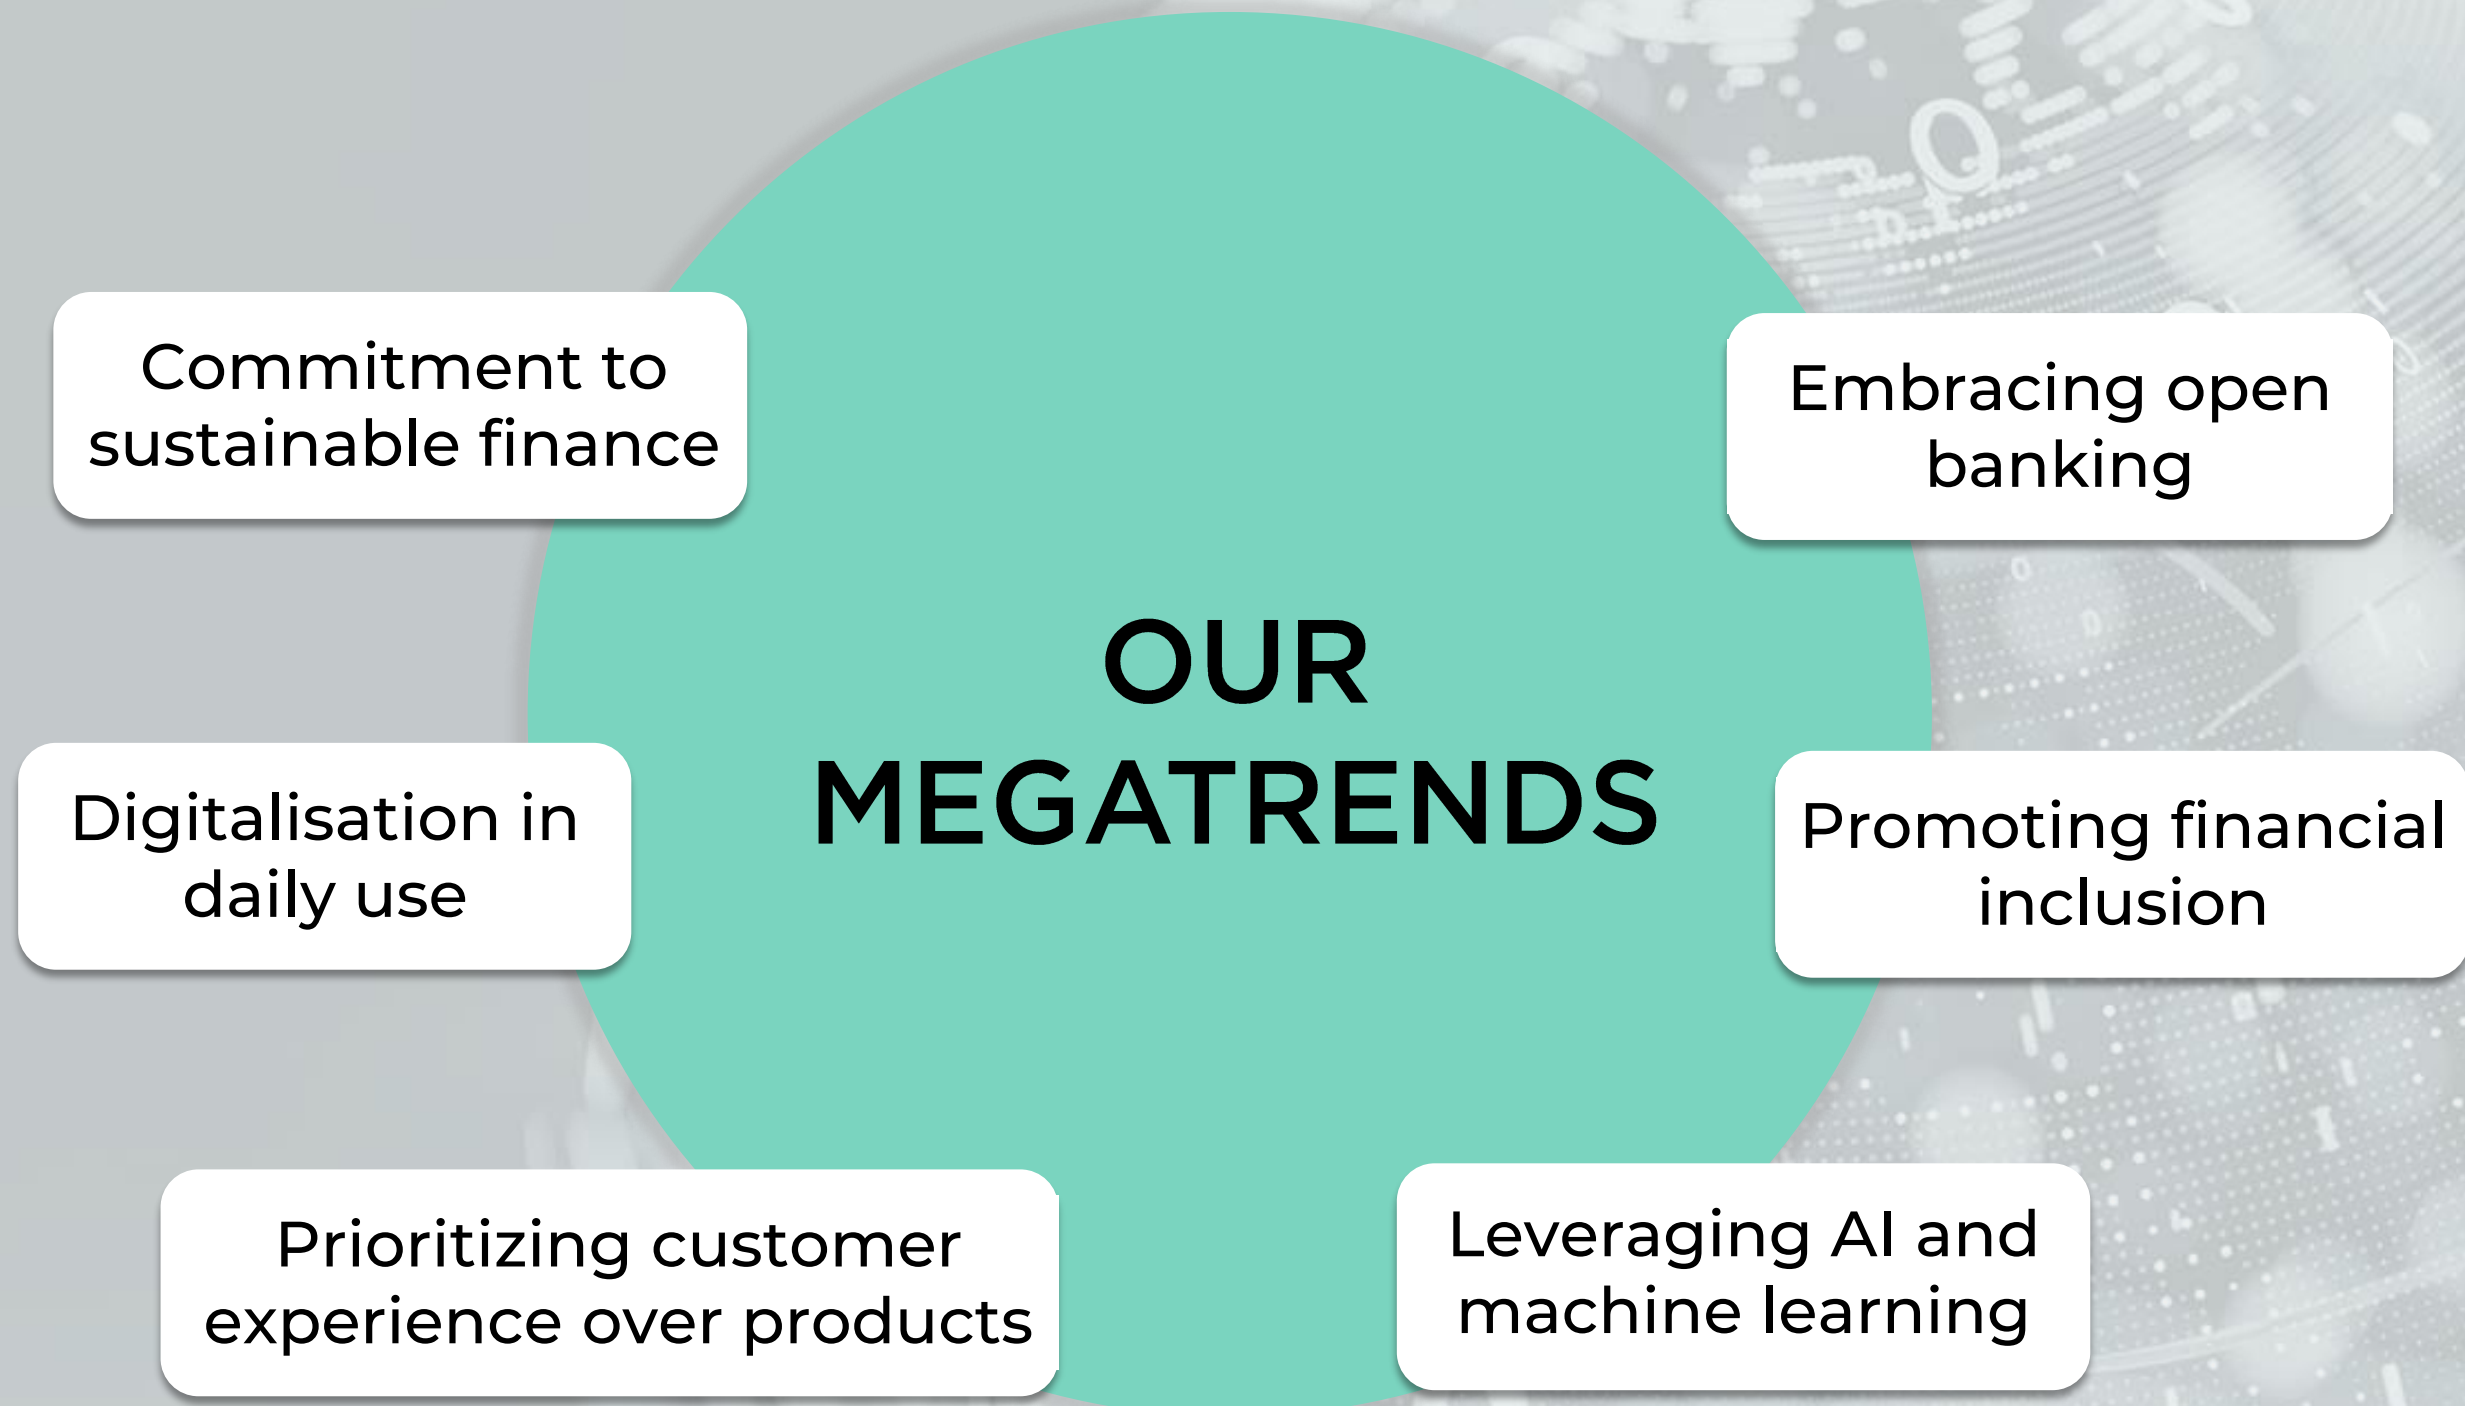 OUR
MEGATRENDS
Commitment to
sustainable finance
Embracing open
banking
Digitalisation in
daily use
Promoting financial
inclusion
Prioritizing customer
experience over products
Leveraging AI and
machine learning